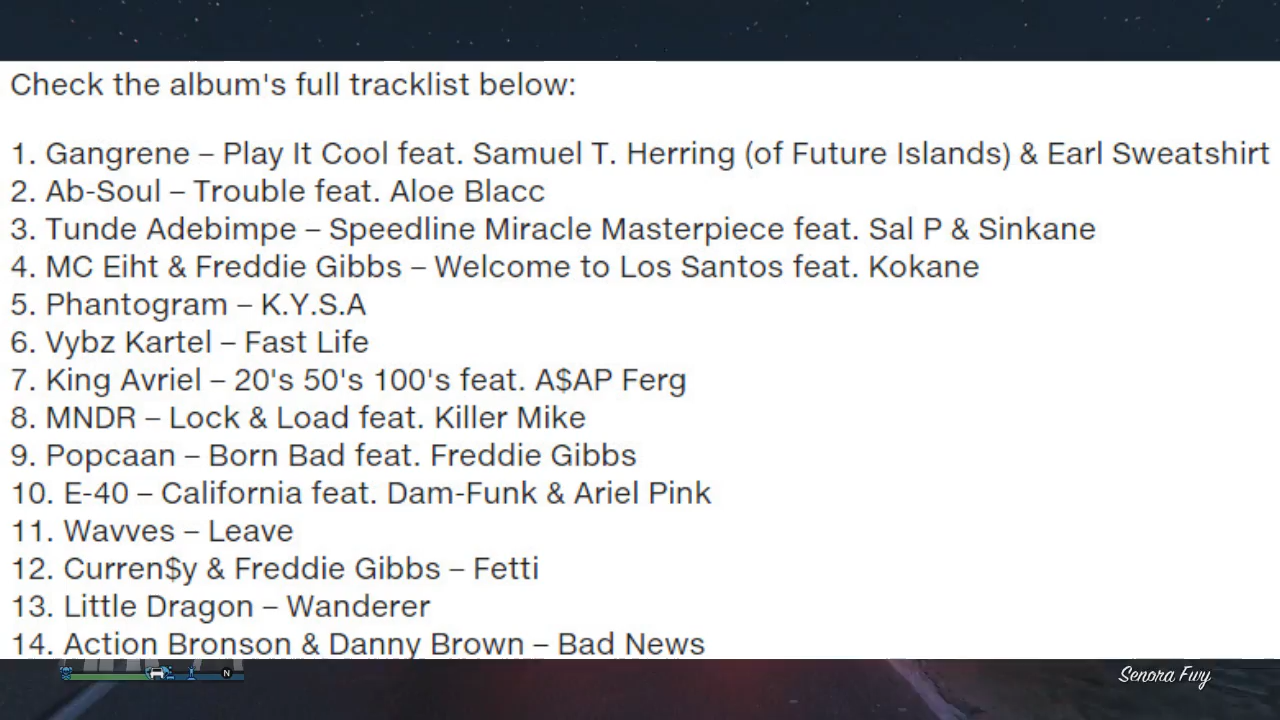 Check the album's full tracklist below:
1. Gangrene – Play It Cool feat. Samuel T. Herring (of Future Islands) & Earl Sweatshirt
2. Ab-Soul – Trouble feat. Aloe Blacc
3. Tunde Adebimpe – Speedline Miracle Masterpiece feat. Sal P & Sinkane
4. MC Eiht & Freddie Gibbs – Welcome to Los Santos feat. Kokane
5. Phantogram – K.Y.S.A
6. Vybz Kartel – Fast Life
7. King Avriel – 20's 50's 100's feat. A$AP Ferg
8. MNDR – Lock & Load feat. Killer Mike
9. Popcaan – Born Bad feat. Freddie Gibbs
10. E-40 – California feat. Dam-Funk & Ariel Pink
11. Wavves – Leave
12. Curren$y & Freddie Gibbs – Fetti
13. Little Dragon – Wanderer
14. Action Bronson & Danny Brown – Bad News
N
Senora Fwy